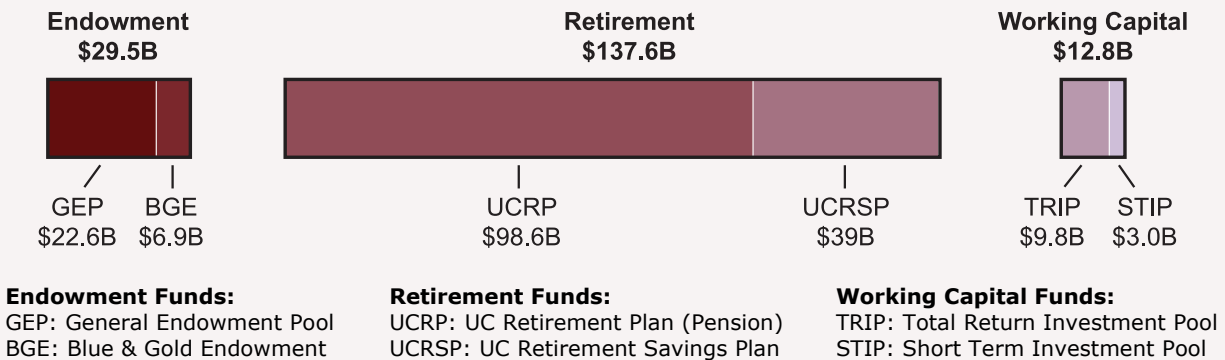 Endowment
$29.5B
Retirement
$137.6B
Working Capital
$12.8B
GEP
$22.6B
BGE
$6.9B
UCRP
$98.6B
UCRSP
$39B
TRIP
$9.8B
STIP
$3.0B
Endowment Funds:
GEP: General Endowment Pool
BGE: Blue & Gold Endowment
Retirement Funds:
UCRP: UC Retirement Plan (Pension)
UCRSP: UC Retirement Savings Plan
Working Capital Funds:
TRIP: Total Return Investment Pool
STIP: Short Term Investment Pool